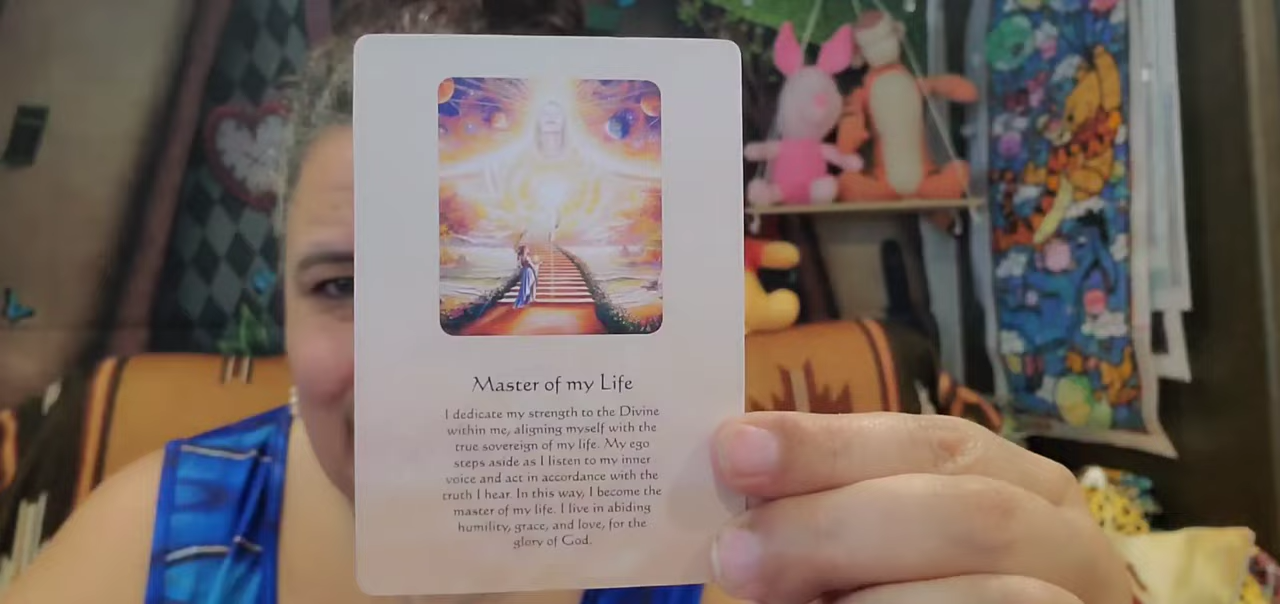 Master of my Life
I dedicate my strength to the Divine
within me, aligning myself with the
true sovereign of my life. My ego
steps aside as I listen to my inner
voice and act in accordance with the
truth I hear. In this way, I become the
master of my life. I live in abiding
humility, grace, and love, for the
glory of God.